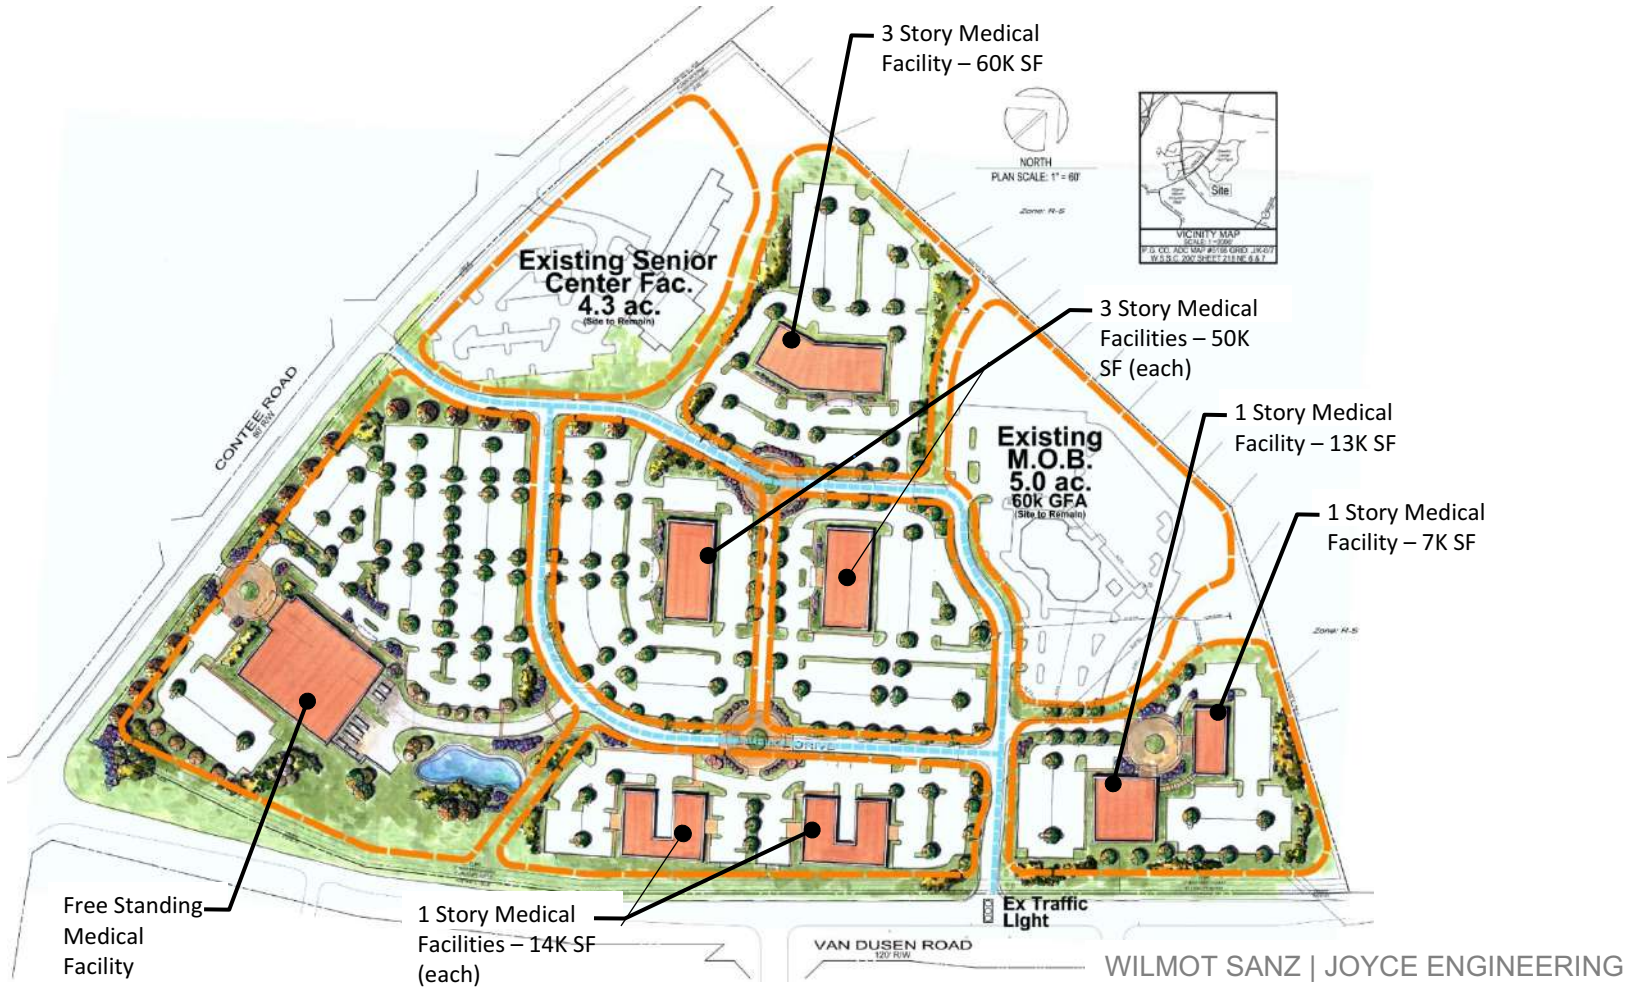 3 Story Medical
Facility – 60K SF
NORTH
PLAN SCALE: 1" = 60'
Zone: R-S
Site
VICINITY MAP
Existing Senior
Center Fac.
4.3 ac.
(Site to Remain)
3 Story Medical
Facilities – 50K
SF (each)
CONTEE ROAD
80' R/W
1 Story Medical
Facility – 13K SF
Existing
M.O.B.
5.0 ac.
60k GFA
(Site to Remain)
1 Story Medical
Facility – 7K SF
Zone: R-S
DRIVE
Free Standing
Medical
Facility
1 Story Medical
Facilities – 14K SF
(each)
Ex Traffic
Light
VAN DUSEN ROAD
120' R/W
WILMOT SANZ | JOYCE ENGINEERING